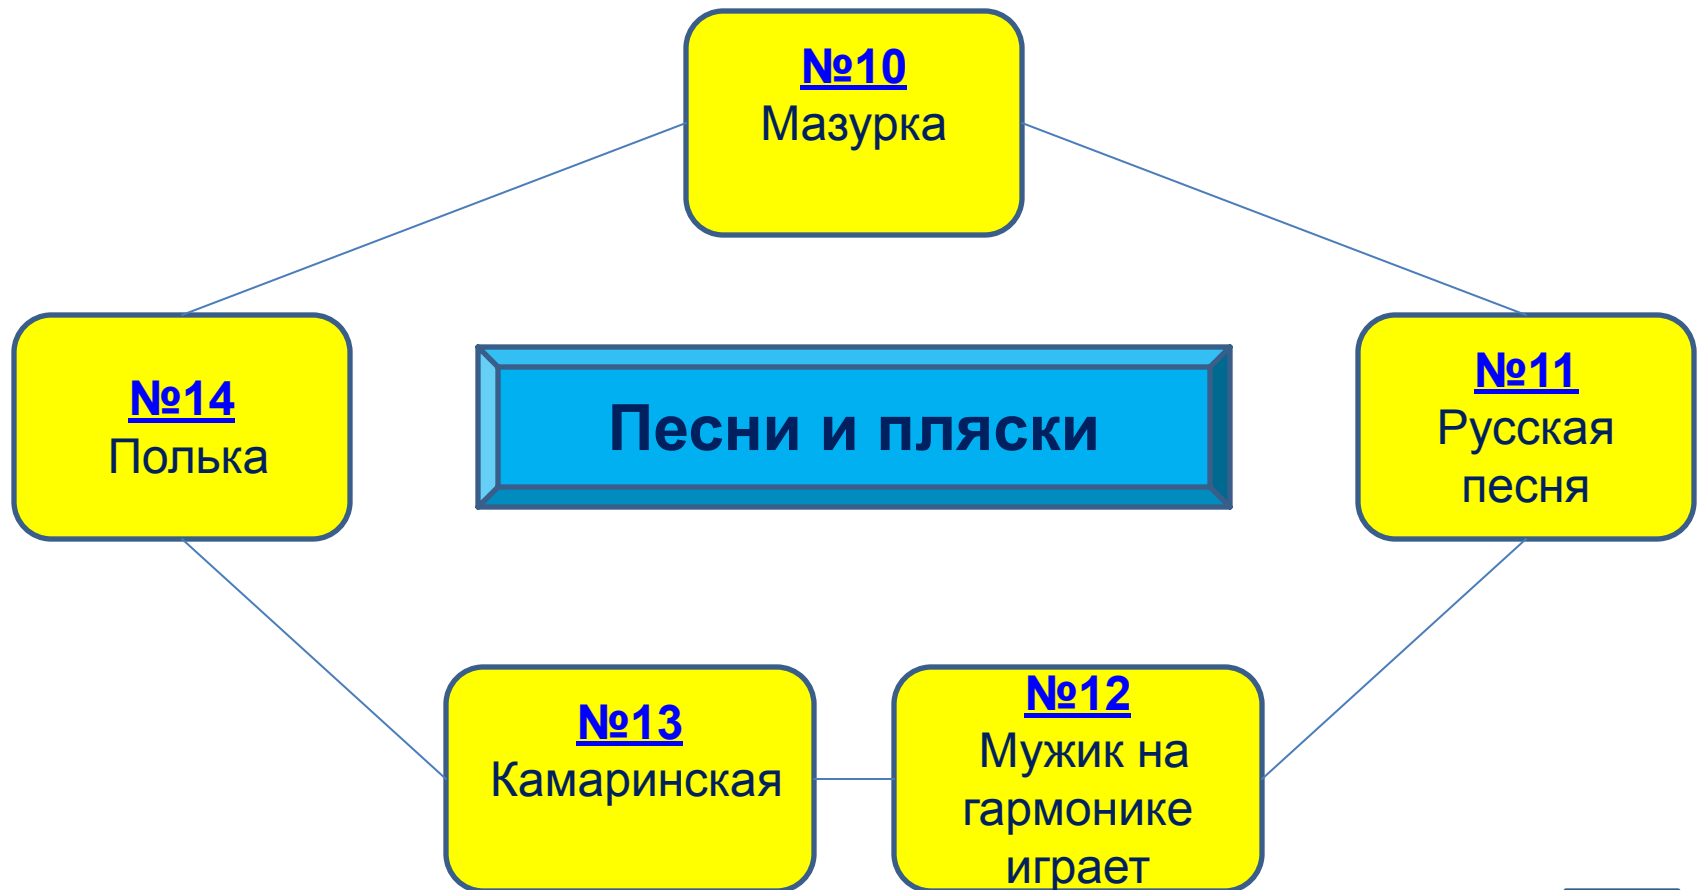 №10
Мазурка
№14
Полька
Песни и пляски
№11
Русская
песня
№13
Камаринская
№12
Мужик на
гармонике
играет